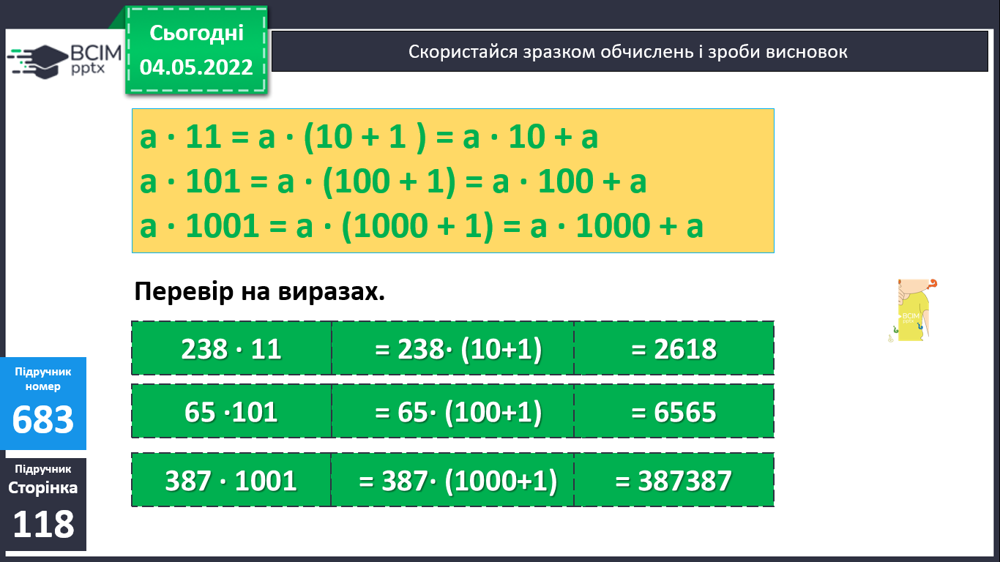 Сьогодні
04.05.2022
ВСІМ
pptx
Скористайся зразком обчислень і зроби висновок
а · 11 = а · (10 + 1 ) = а · 10 + а
а · 101 = а · (100 + 1) = а · 100 + а
а · 1001 = а · (1000 + 1) = а · 1000 + а
Перевір на виразах.
238 · 11 = 238· (10+1) = 2618
65 ·101 = 65· (100+1) = 6565
387 · 1001 = 387· (1000+1) = 387387
Підручник
номер
683
Підручник
Сторінка
118
ВСІМ
pptx